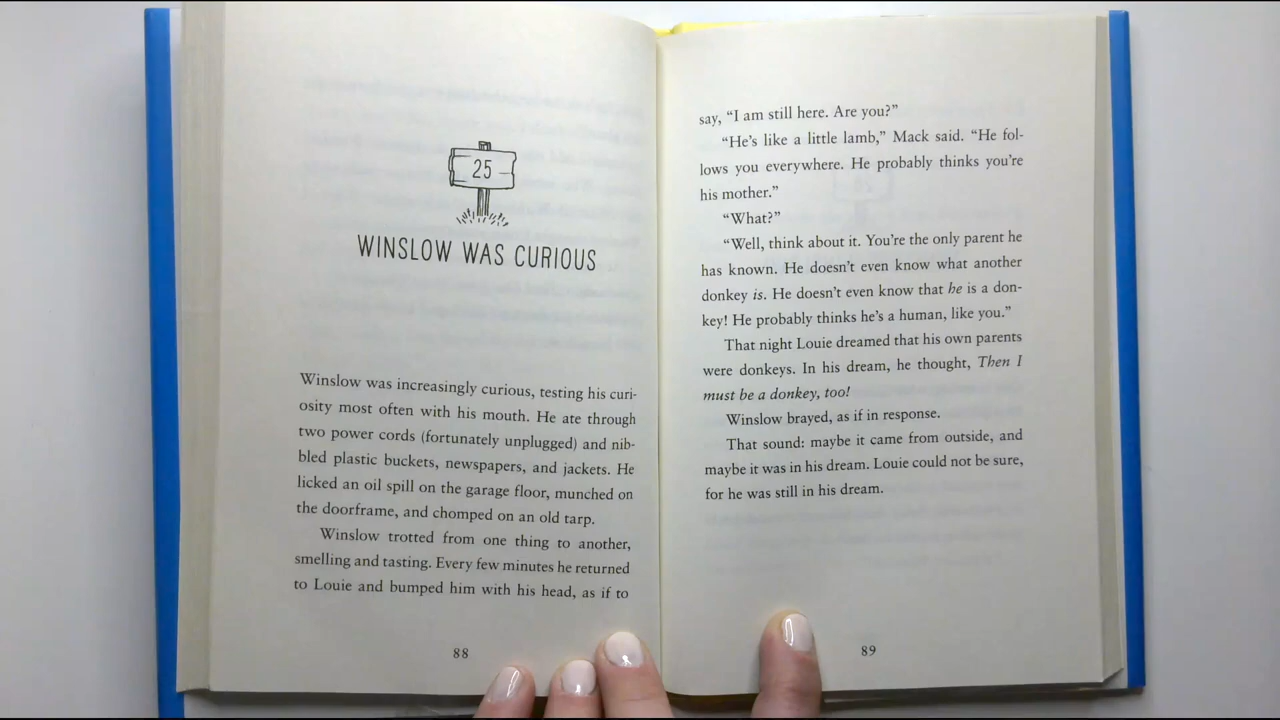 25
WINSLOW WAS CURIOUS
Winslow was increasingly curious, testing his curi-
osity most often with his mouth. He ate through
two power cords (fortunately unplugged) and nib-
bled plastic buckets, newspapers, and jackets. He
licked an oil spill on the garage floor, munched on
the doorframe, and chomped on an old tarp.
Winslow trotted from one thing to another,
smelling and tasting. Every few minutes he returned
to Louie and bumped him with his head, as if to
88
say, “I am still here. Are you?”
“He’s like a little lamb,” Mack said. “He fol-
lows you everywhere. He probably thinks you’re
his mother.”
“What?”
“Well, think about it. You’re the only parent he
has known. He doesn’t even know what another
donkey is. He doesn’t even know that he is a don-
key! He probably thinks he’s a human, like you.”
That night Louie dreamed that his own parents
were donkeys. In his dream, he thought, Then I
must be a donkey, too!
Winslow brayed, as if in response.
That sound: maybe it came from outside, and
maybe it was in his dream. Louie could not be sure,
for he was still in his dream.
89